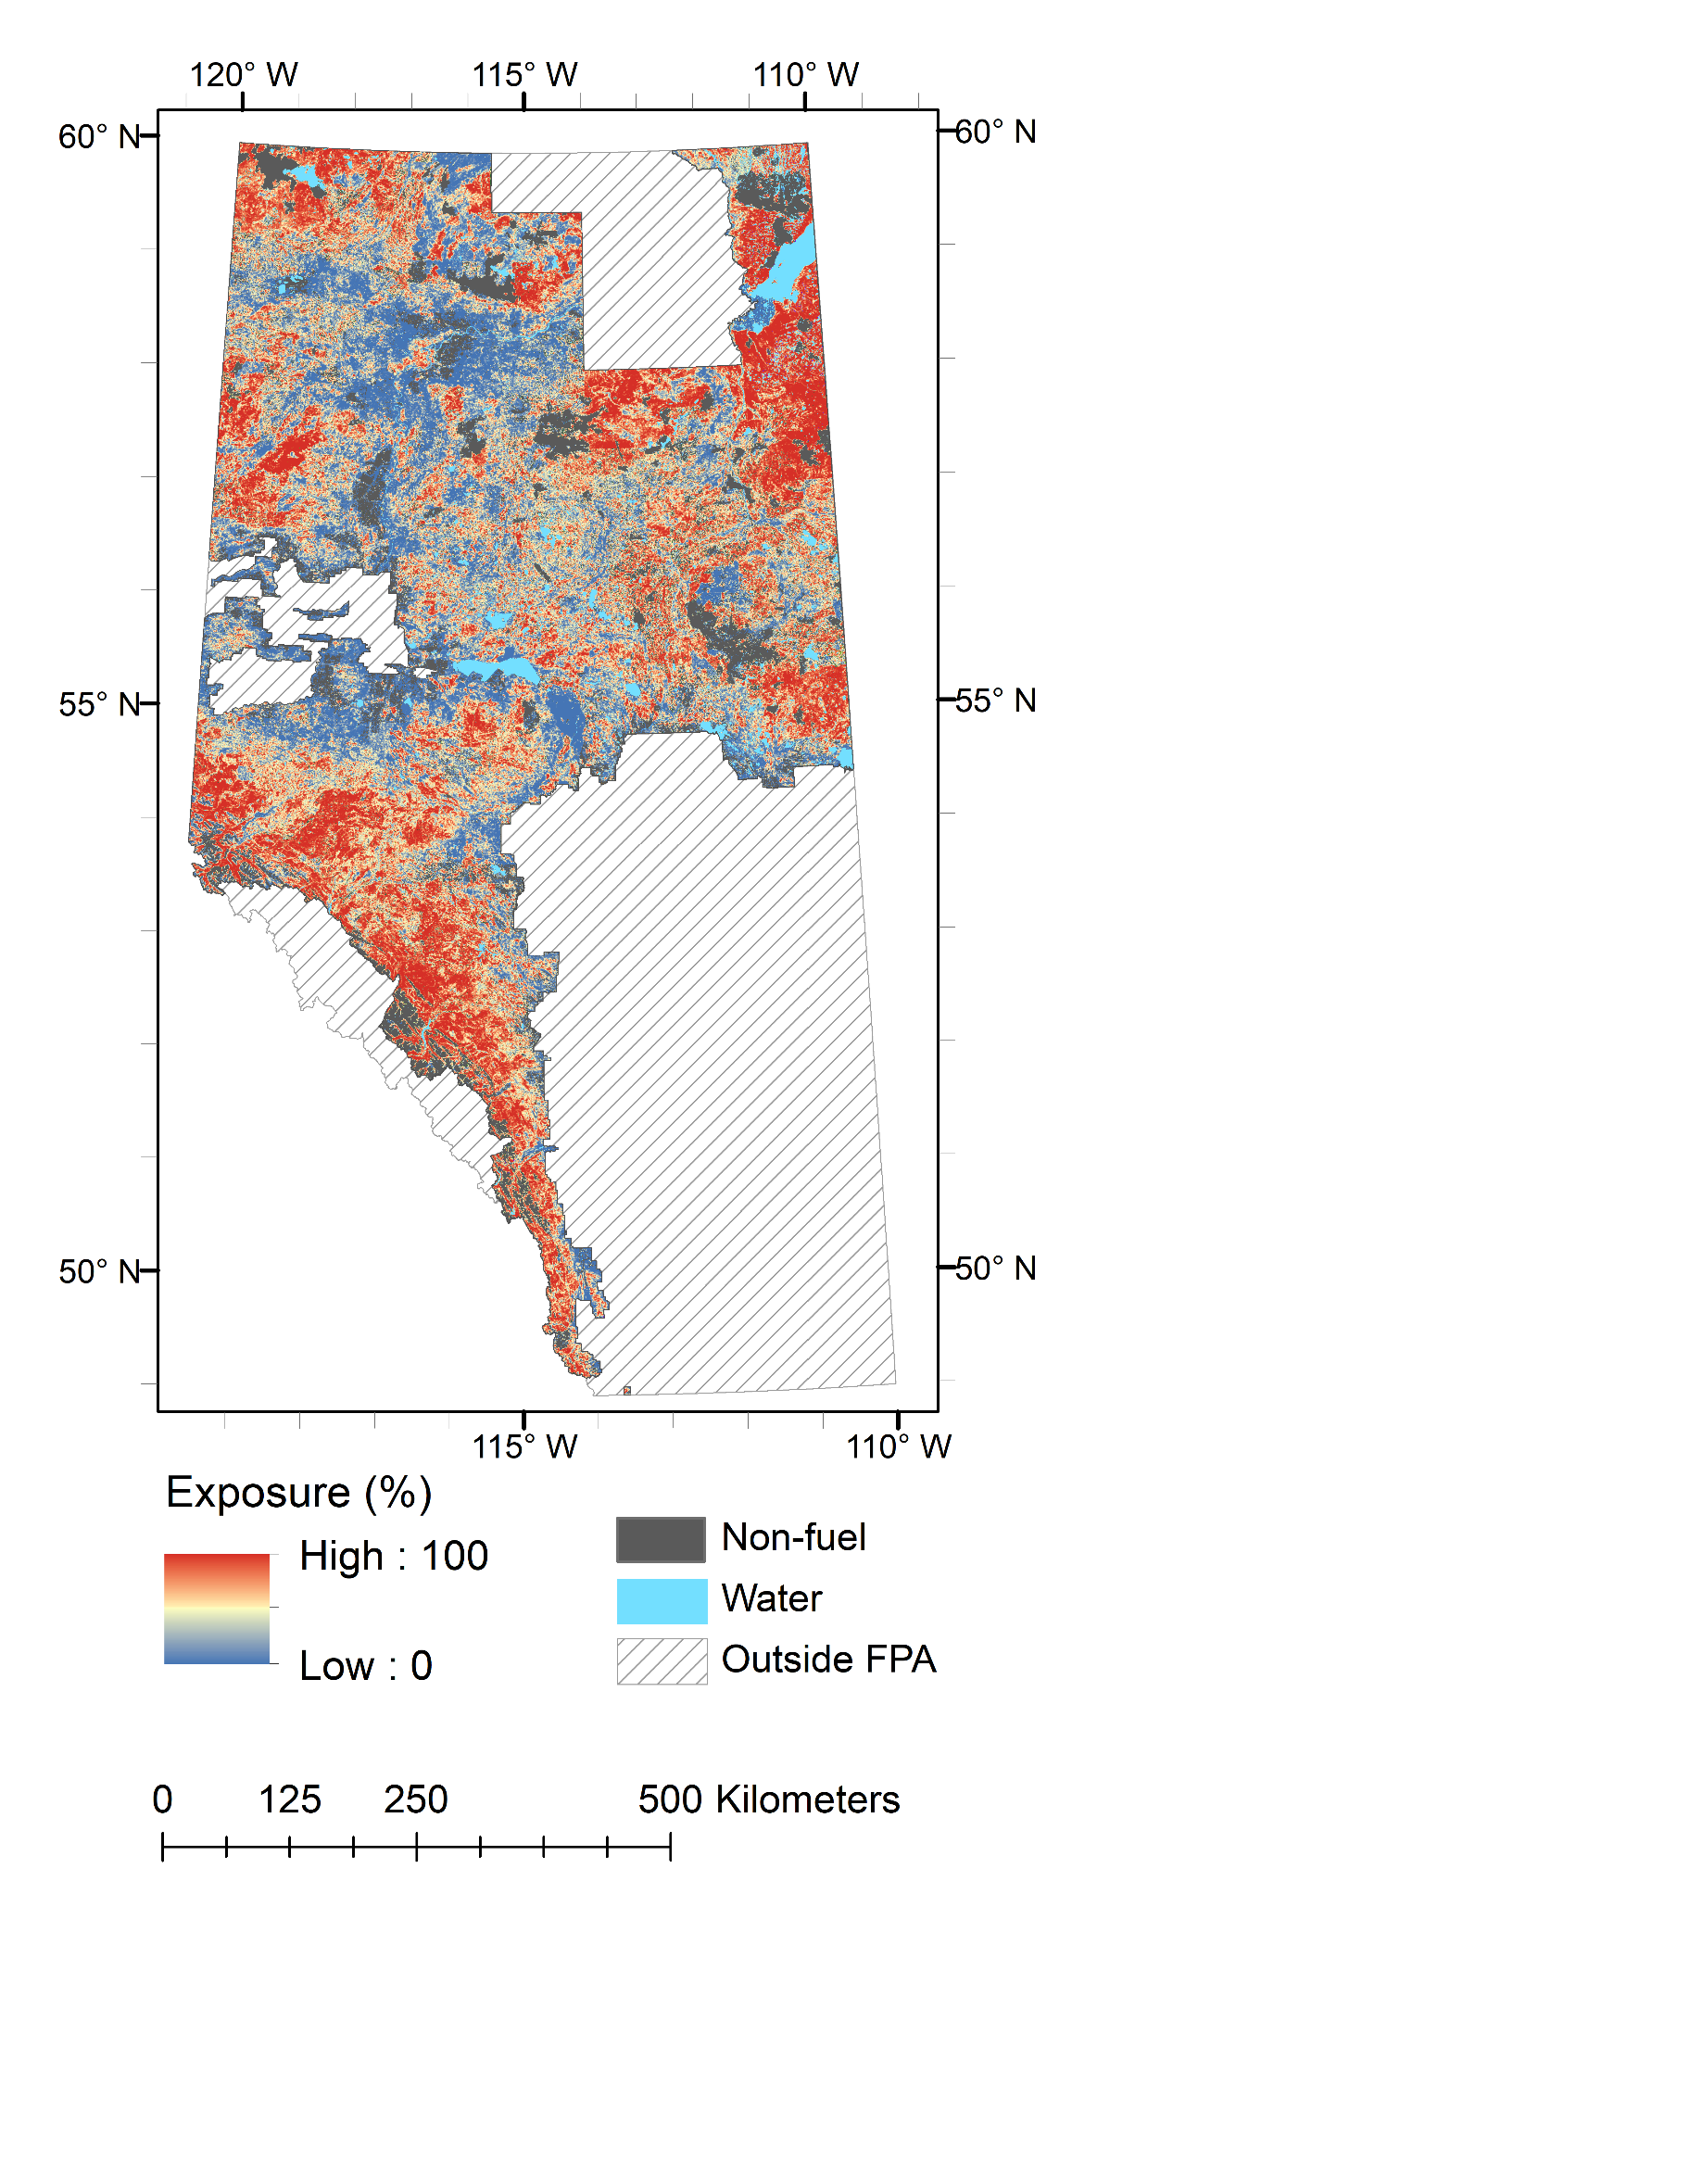 120° W 115° W 110° W
60° N 60° N
55° N 55° N
50° N 50° N
115° W 110° W
Exposure (%)
High : 100
Low : 0
Non-fuel
Water
Outside FPA
0 125 250 500 Kilometers